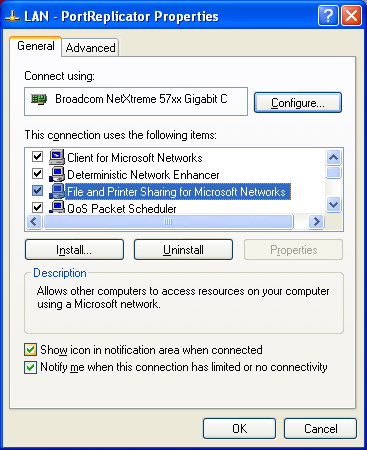 LAN - PortReplicator Properties
General
Advanced
Connect using:
Broadcom NetXtreme 57xx Gigabit C
Configure...
This connection uses the following items:
Client for Microsoft Networks
Deterministic Network Enhancer
File and Printer Sharing for Microsoft Networks
QoS Packet Scheduler
Install...
Uninstall
Properties
Description
Allows other computers to access resources on your computer
using a Microsoft network.
Show icon in notification area when connected
Notify me when this connection has limited or no connectivity
OK
Cancel